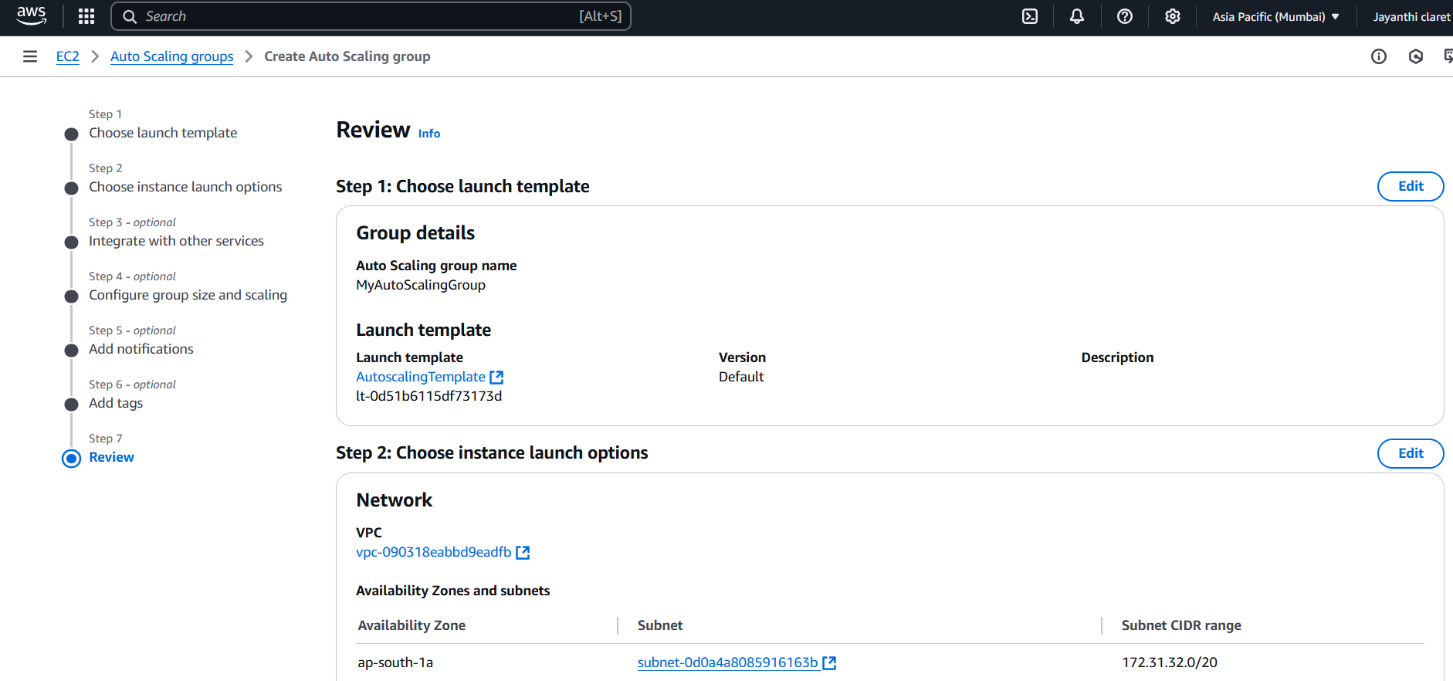 aws
Search [Alt+S]
Asia Pacific (Mumbai) ▼
Jayanthi claret
EC2 > Auto Scaling groups > Create Auto Scaling group
Step 1
Choose launch template
Step 2
Choose instance launch options
Step 3 - optional
Integrate with other services
Step 4 - optional
Configure group size and scaling
Step 5 - optional
Add notifications
Step 6 - optional
Add tags
Step 7
Review
Review Info
Step 1: Choose launch template
Edit
Group details
Auto Scaling group name
MyAutoScalingGroup
Launch template
Launch template Version Description
AutoscalingTemplate Default
lt-0d51b6115df73173d
Step 2: Choose instance launch options
Edit
Network
VPC
vpc-090318eabbd9eadfb
Availability Zones and subnets
Availability Zone Subnet Subnet CIDR range
ap-south-1a subnet-0d0a4a8085916163b 172.31.32.0/20